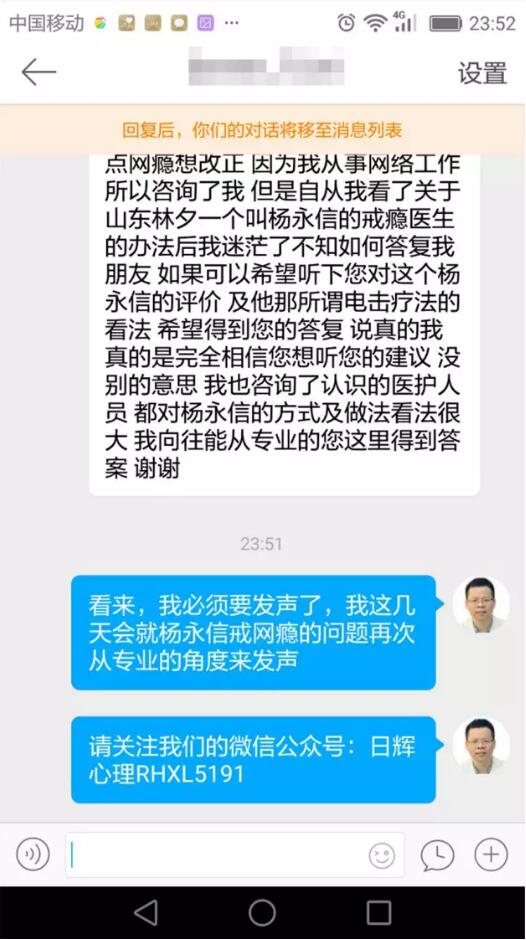 中国移动
4G
23:52
设置
回复后，你们的对话将移至消息列表
点网瘾想改正 因为我从事网络工作
所以咨询了我 但是自从我看了关于
山东林夕一个叫杨永信的戒瘾医生
的办法后我迷茫了不知如何答复我
朋友 如果可以希望听下您对这个杨
永信的评价 及他那所谓电击疗法的
看法 希望得到您的答复 说真的我
真的是完全相信您想听您的建议 没
别的意思 我也咨询了认识的医护人
员 都对杨永信的方式及做法看法很
大 我向往能从专业的您这里得到答
案 谢谢
23:51
看来，我必须要发声了，我这几
天会就杨永信戒网瘾的问题再次
从专业的角度来发声
请关注我们的微信公众号：日辉
心理RHXL5191